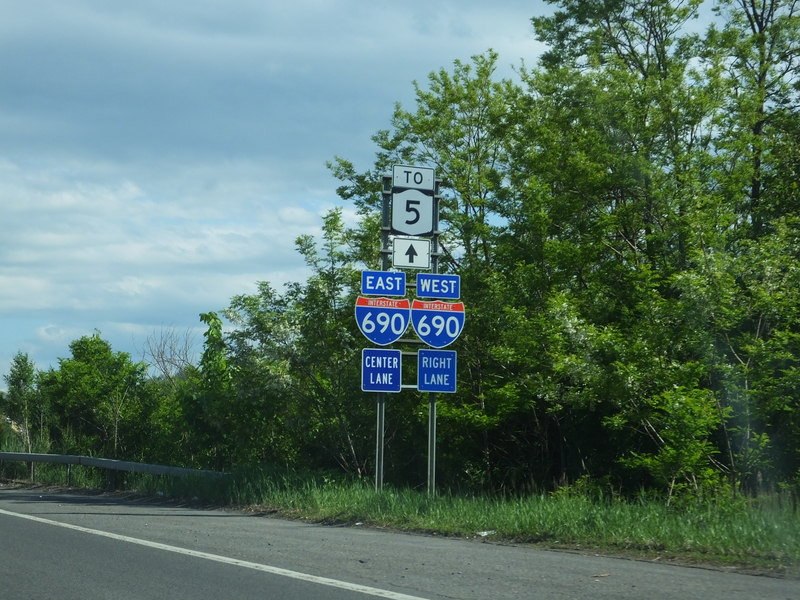 TO
5
EAST WEST
INTERSTATE INTERSTATE
690 690
CENTER LANE
RIGHT LANE